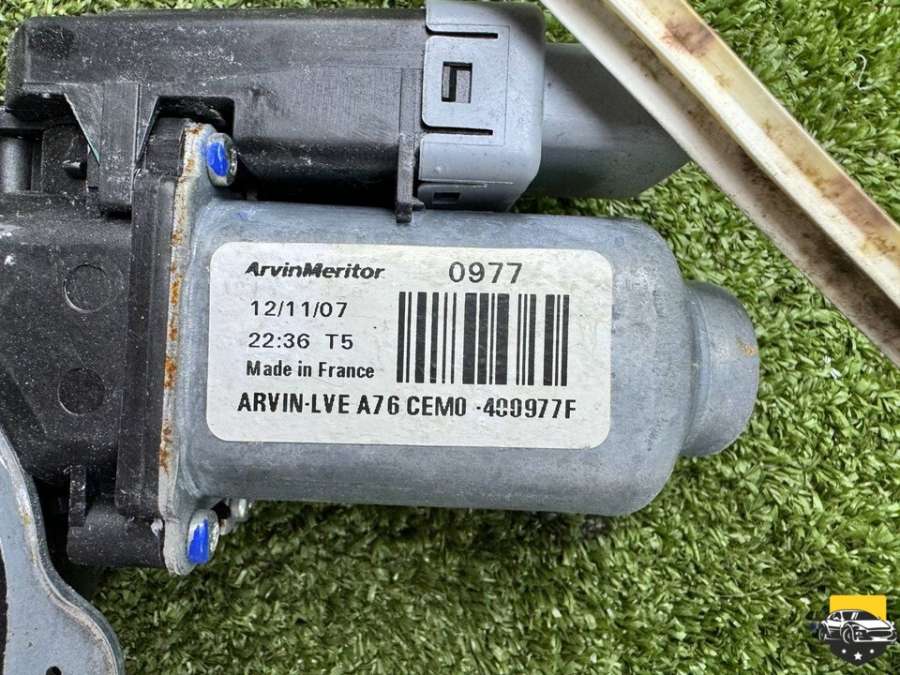 ArvinMeritor 0977
12/11/07
22:36 T5
Made in France
ARVIN-LVE A76 CEM0 -400977F